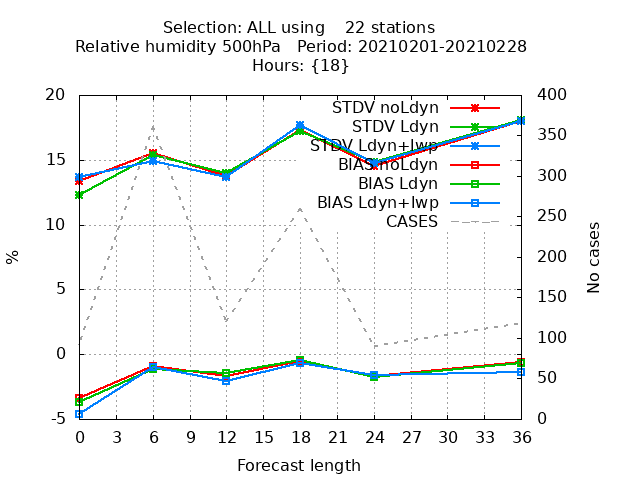 Selection: ALL using    22 stations
Relative humidity 500hPa   Period: 20210201-20210228
Hours: {18}
STDV noLdyn
STDV Ldyn
STDV Ldyn+lwp
BIAS noLdyn
BIAS Ldyn
BIAS Ldyn+lwp
CASES
20
15
10
5
0
-5
%
400
350
300
250
200
150
100
50
0
No cases
0 3 6 9 12 15 18 21 24 27 30 33 36
Forecast length